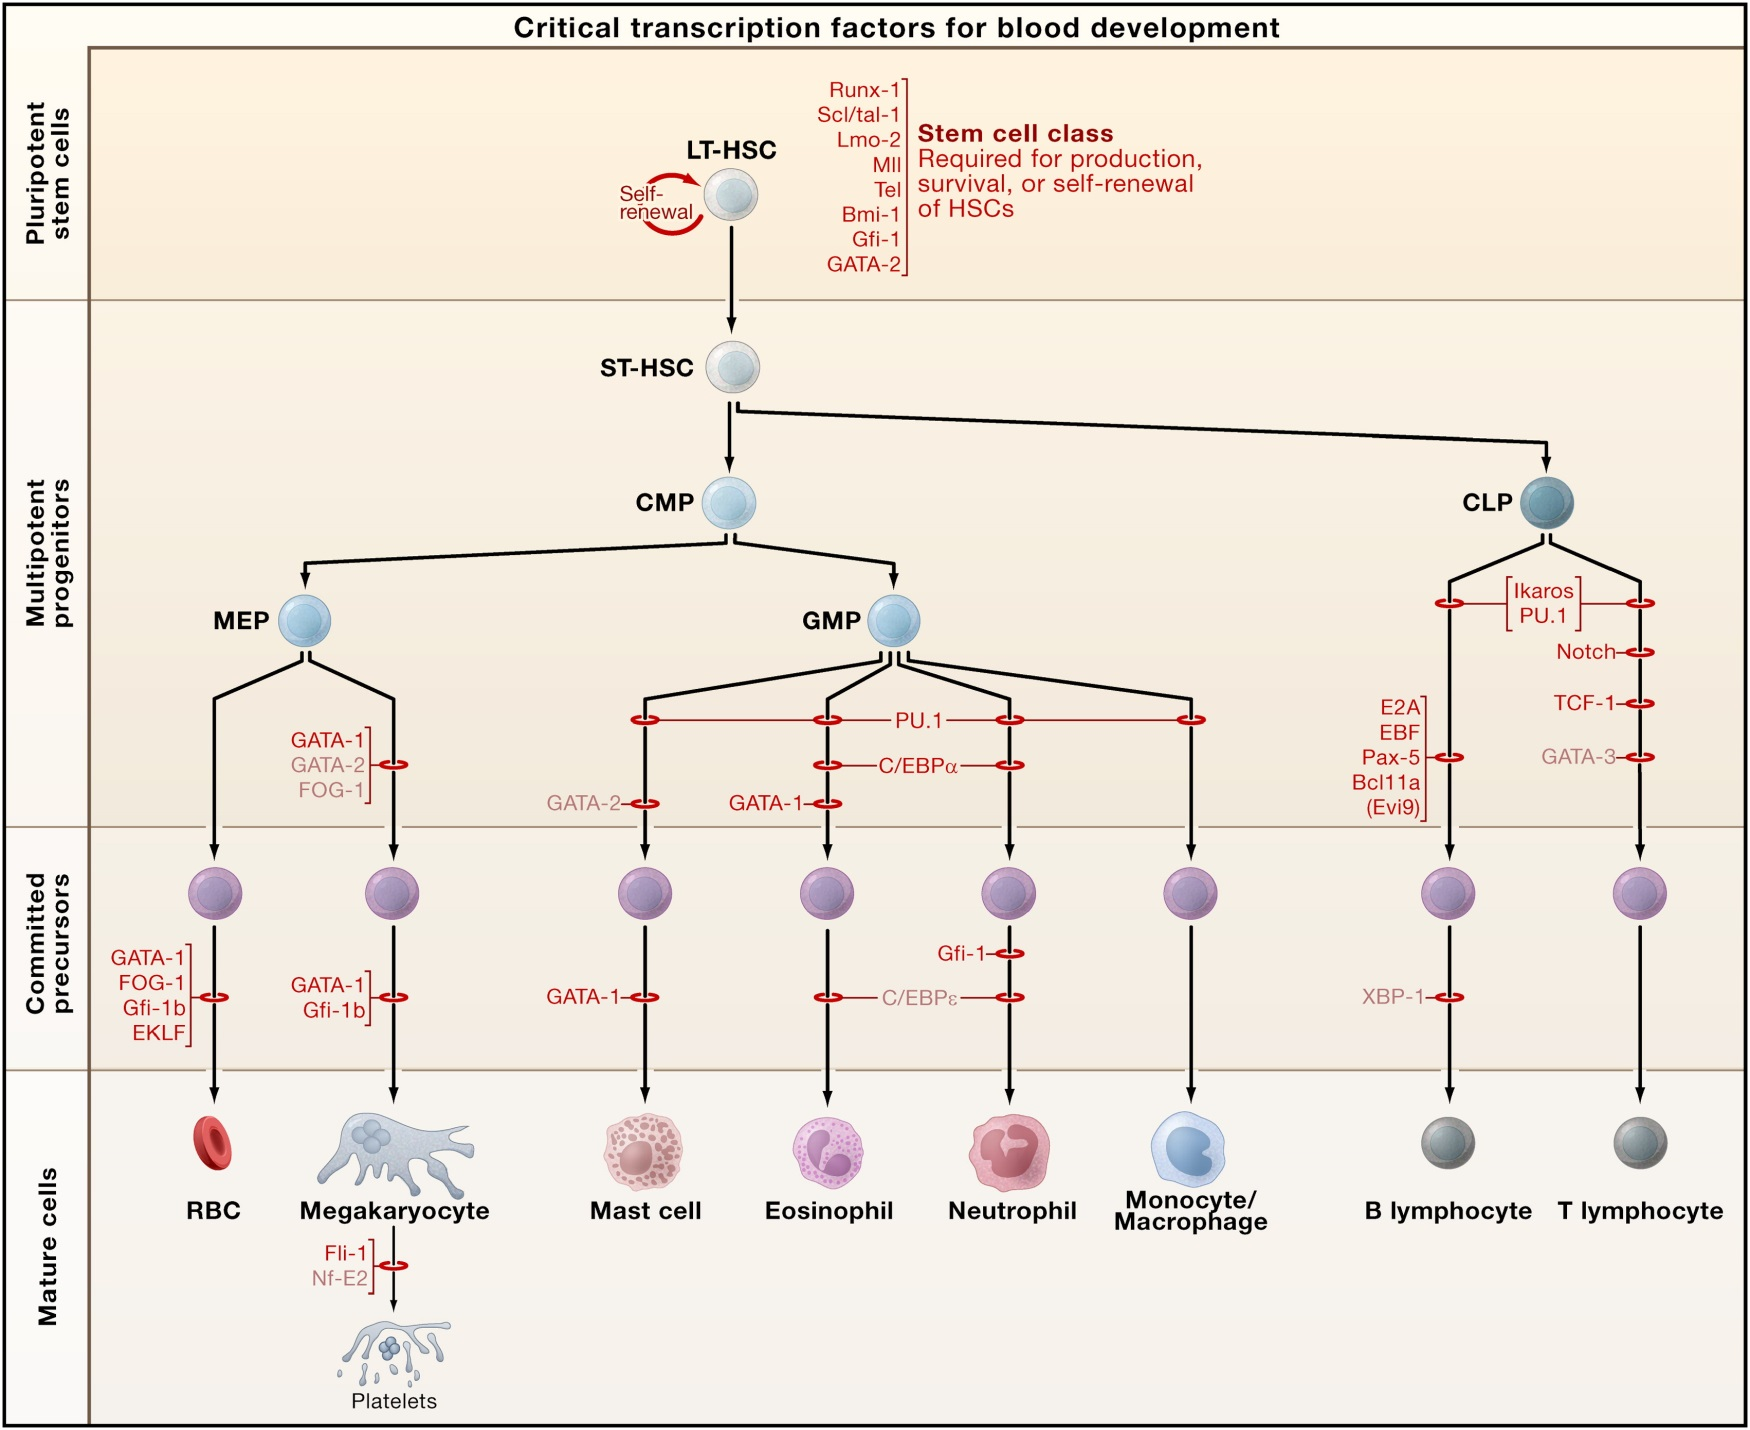 Critical transcription factors for blood development
Pluripotent
stem cells
Runx-1
Scl/tal-1
Lmo-2
Mll
Tel
Bmi-1
Gfi-1
GATA-2
Stem cell class
Required for production,
survival, or self-renewal
of HSCs
LT-HSC
Self-
renewal
Multipotent
progenitors
ST-HSC
CMP
CLP
MEP
GMP
Ikaros
PU.1
Notch
TCF-1
GATA-3
E2A
EBF
Pax-5
Bcl11a
(Evi9)
GATA-1
GATA-2
FOG-1
PU.1
C/EBPα
GATA-2
GATA-1
Committed
precursors
GATA-1
FOG-1
Gfi-1b
EKLF
GATA-1
Gfi-1b
GATA-1
Gfi-1
C/EBPε
XBP-1
Mature cells
RBC
Megakaryocyte
Mast cell
Eosinophil
Neutrophil
Monocyte/
Macrophage
B lymphocyte
T lymphocyte
Fli-1
Nf-E2
Platelets